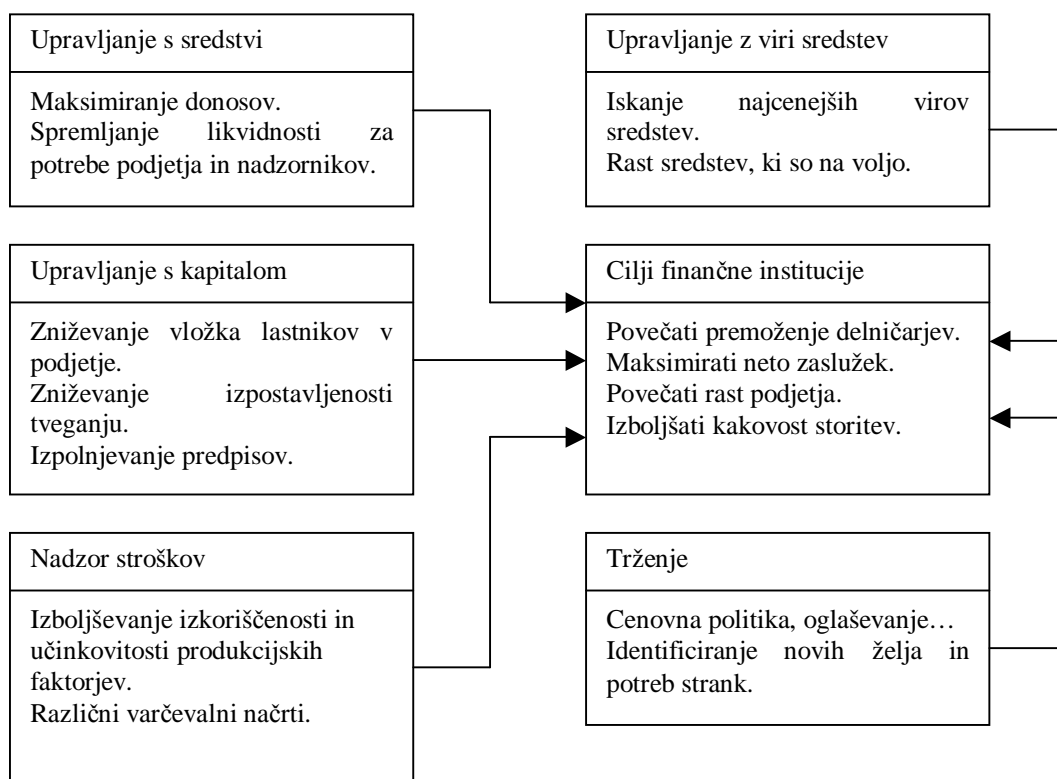 Upravljanje s sredstvi
Maksimiranje donosov.
Spremljanje likvidnosti za
potrebe podjetja in nadzornikov.
Upravljanje z viri sredstev
Iskanje najcenejših virov
sredstev.
Rast sredstev, ki so na voljo.
Upravljanje s kapitalom
Zniževanje vložka lastnikov v
podjetje.
Zniževanje izpostavljenosti
tveganju.
Izpolnjevanje predpisov.
Cilji finančne institucije
Povečati premoženje delničarjev.
Maksimirati neto zaslužek.
Povečati rast podjetja.
Izboljšati kakovost storitev.
Nadzor stroškov
Izboljševanje izkoriščenosti in
učinkovitosti produkcijskih
faktorjev.
Različni varčevalni načrti.
Trženje
Cenovna politika, oglaševanje…
Identificiranje novih želja in
potreb strank.